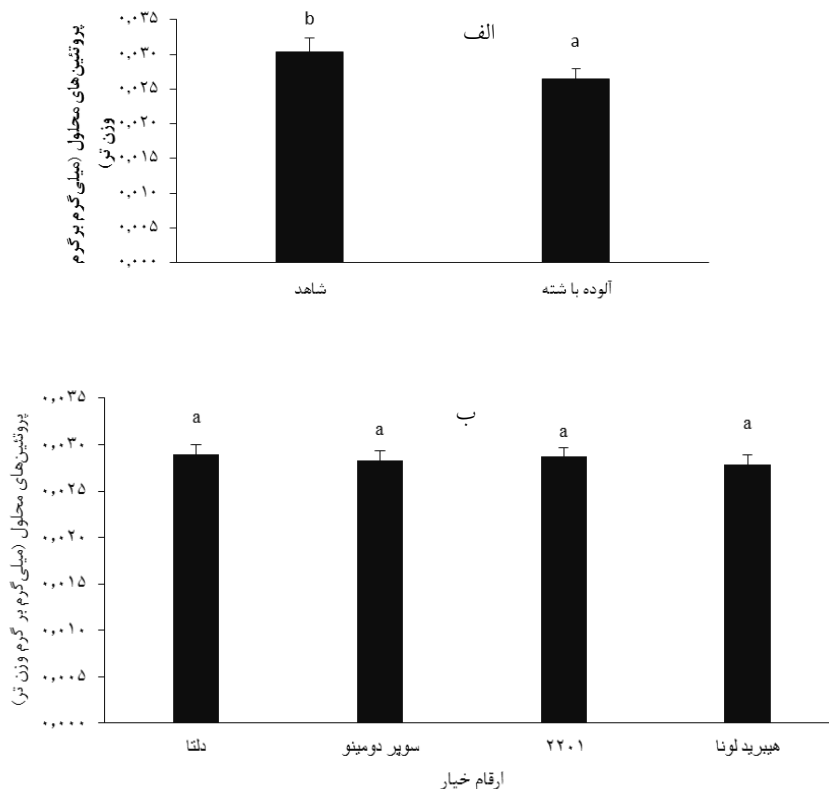 الف
پروتئین‌های محلول (میلی‌گرم برگرم
وزن تر)
۰,۰۳۵
۰,۰۳۰
۰,۰۲۵
۰,۰۲۰
۰,۰۱۵
۰,۰۱۰
۰,۰۰۵
۰,۰۰۰
b
a
شاهد
آلوده با شته
ب
پروتئین‌های محلول (میلی‌گرم بر گرم وزن تر)
۰,۰۳۵
۰,۰۳۰
۰,۰۲۵
۰,۰۲۰
۰,۰۱۵
۰,۰۱۰
۰,۰۰۵
۰,۰۰۰
a
a
a
a
دلتا
سوپر دومینو
۲۲۰۱
هیبرید لونا
ارقام خیار